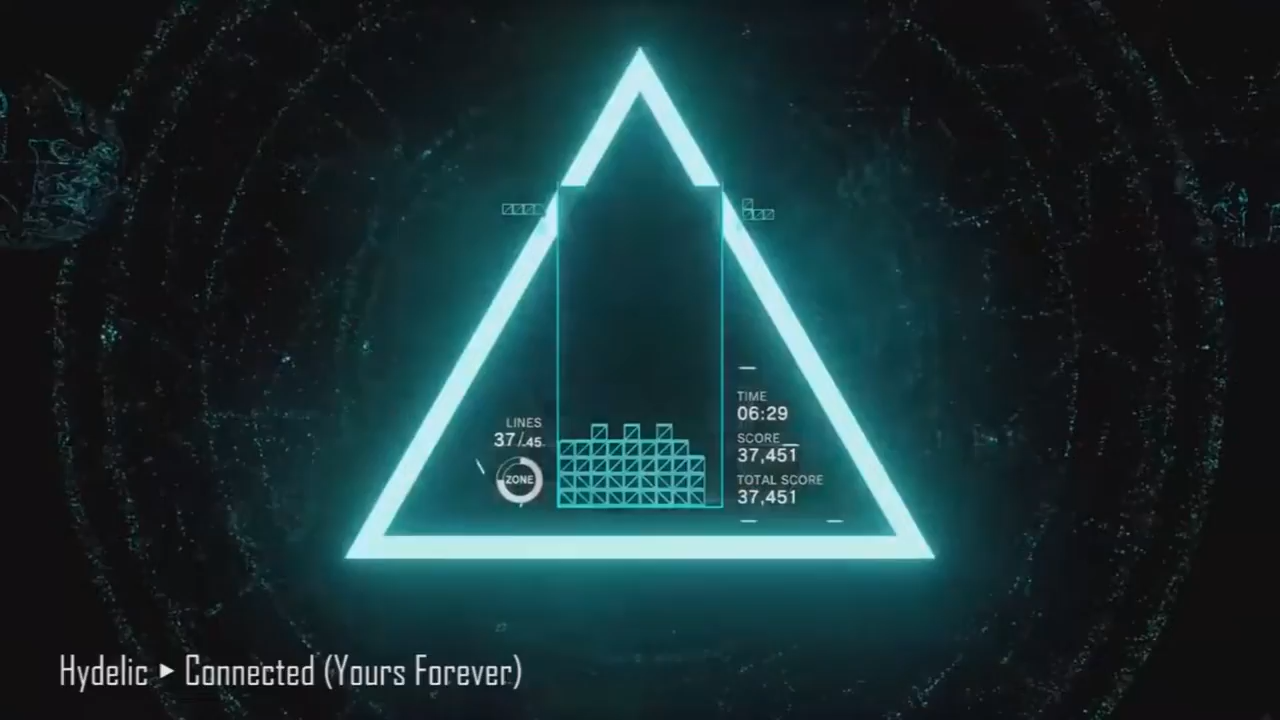 LINES
37/45
ZONE
TIME
06:29
SCORE
37,451
TOTAL SCORE
37,451
Hydelic ▸ Connected (Yours Forever)